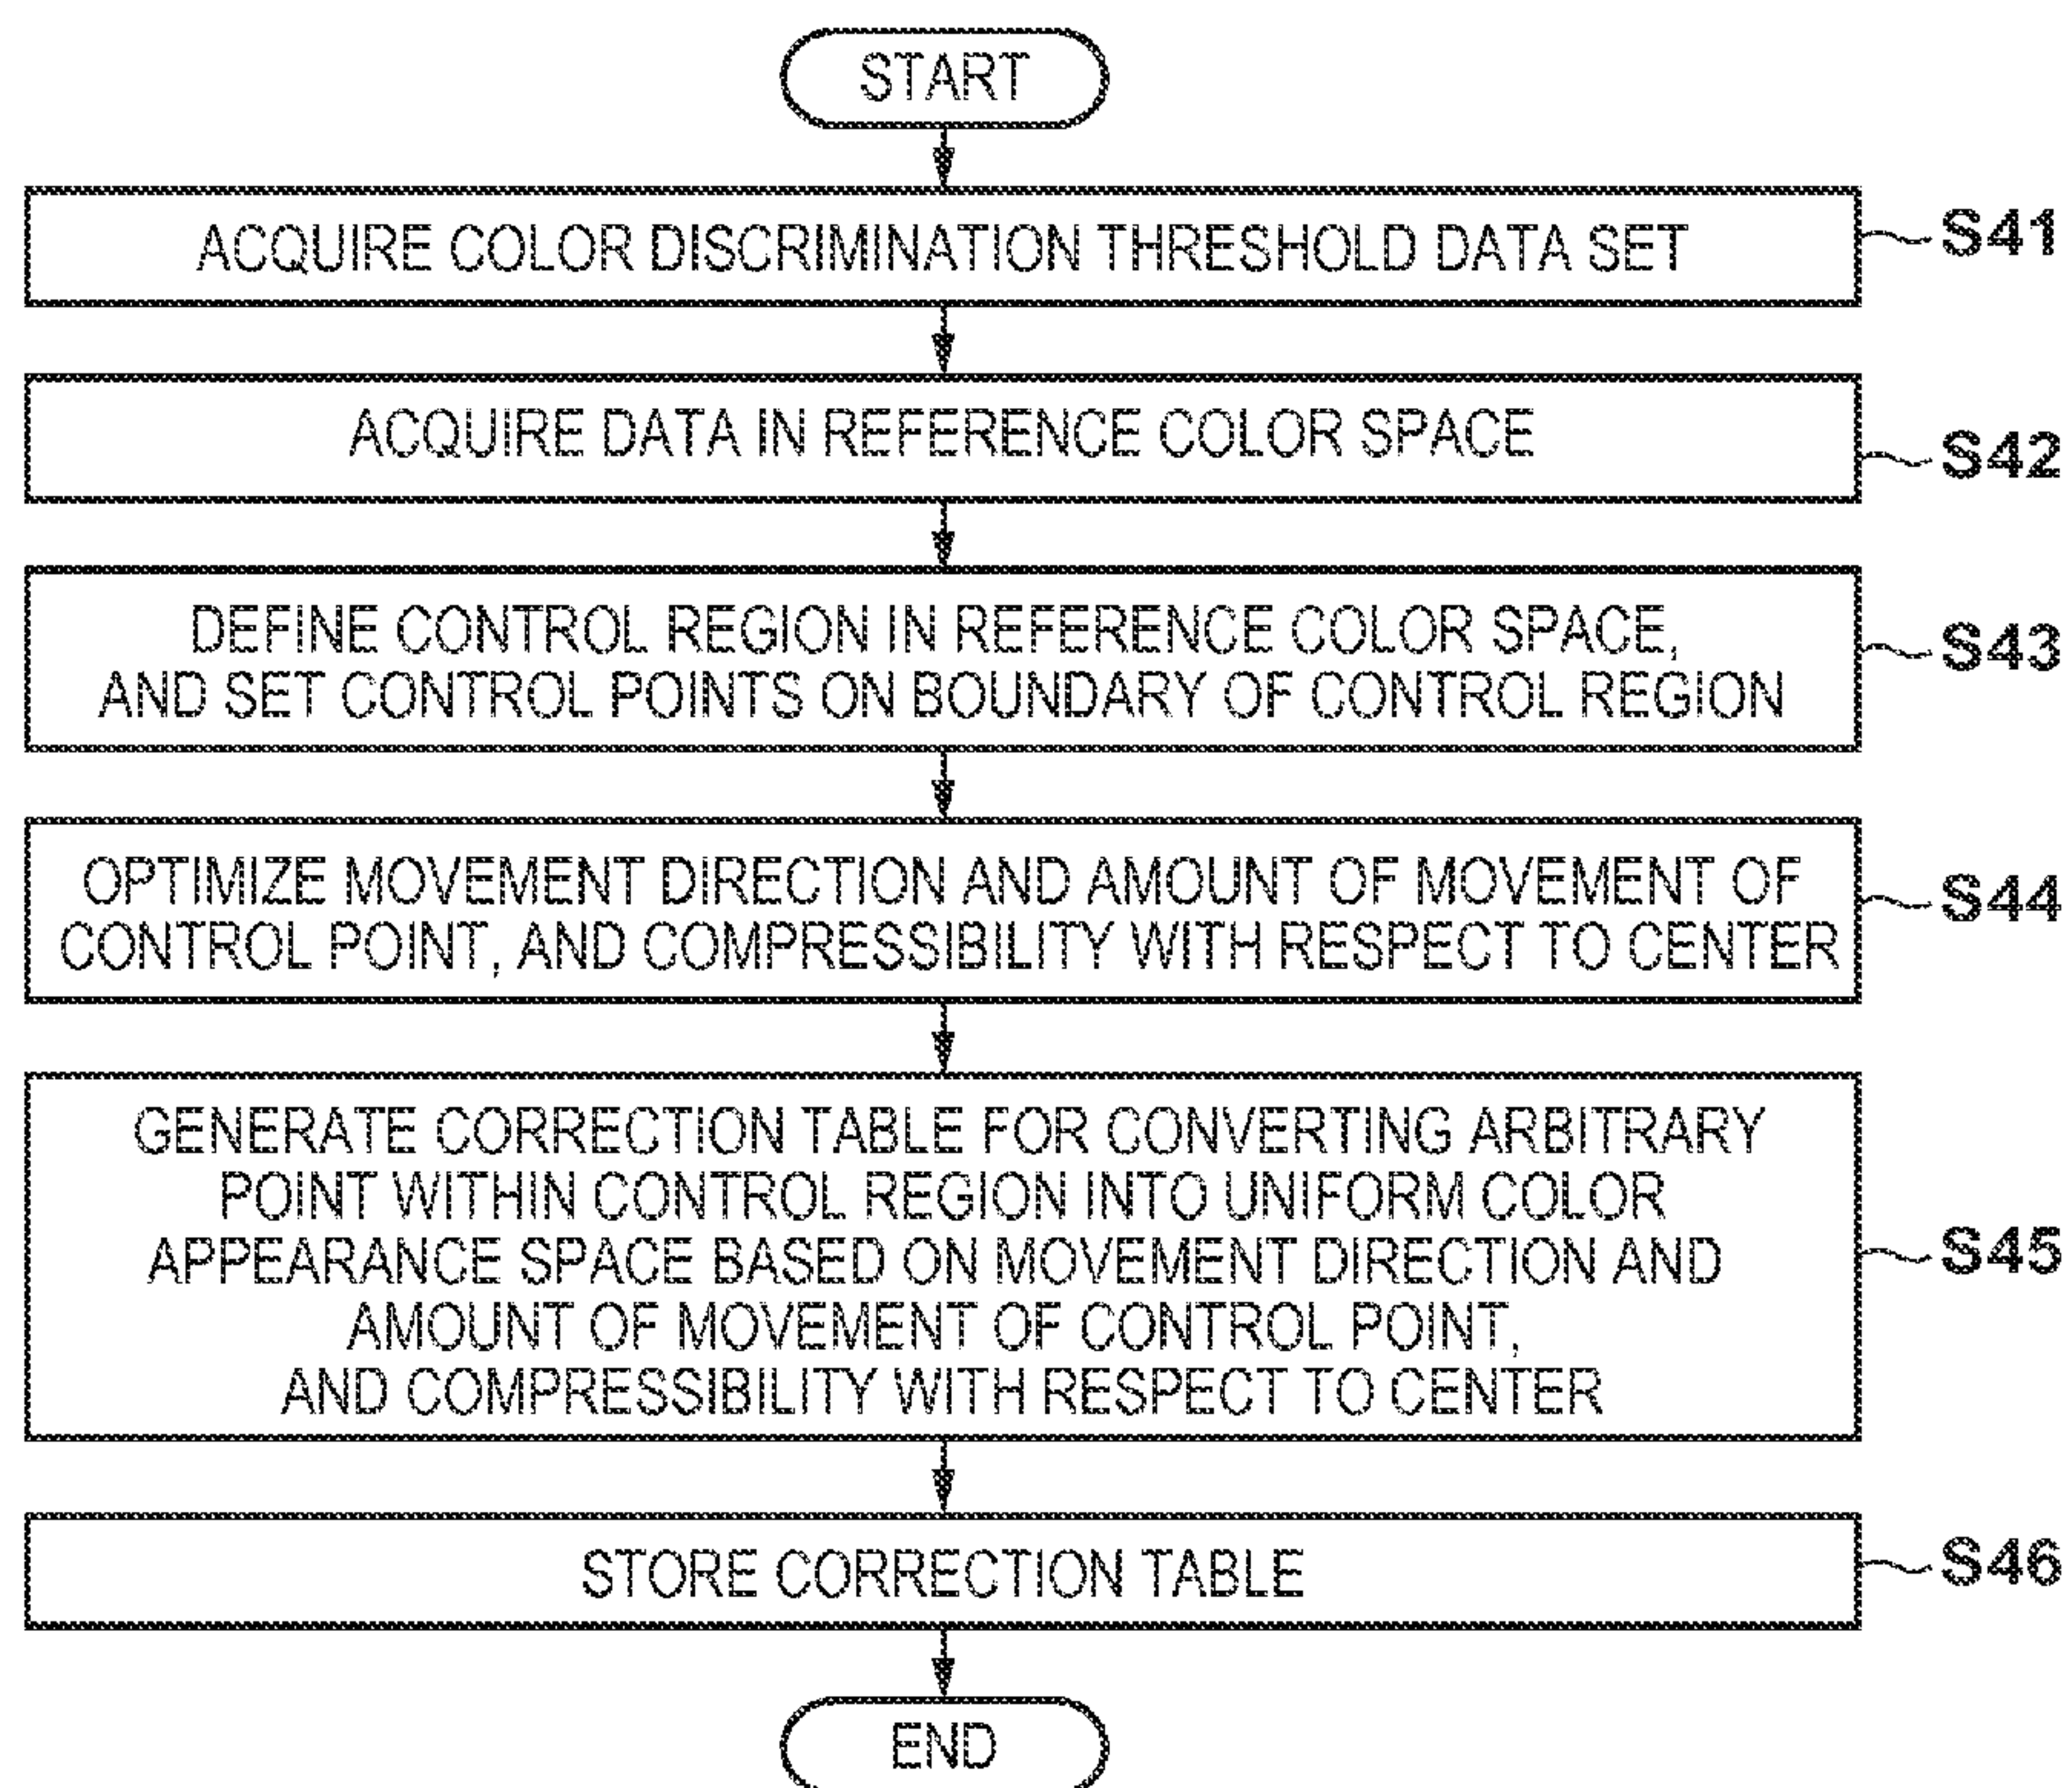 START
ACQUIRE COLOR DISCRIMINATION THRESHOLD DATA SET
S41
ACQUIRE DATA IN REFERENCE COLOR SPACE
S42
DEFINE CONTROL REGION IN REFERENCE COLOR SPACE,
AND SET CONTROL POINTS ON BOUNDARY OF CONTROL REGION
S43
OPTIMIZE MOVEMENT DIRECTION AND AMOUNT OF MOVEMENT OF
CONTROL POINT, AND COMPRESSIBILITY WITH RESPECT TO CENTER
S44
GENERATE CORRECTION TABLE FOR CONVERTING ARBITRARY
POINT WITHIN CONTROL REGION INTO UNIFORM COLOR
APPEARANCE SPACE BASED ON MOVEMENT DIRECTION AND
AMOUNT OF MOVEMENT OF CONTROL POINT,
AND COMPRESSIBILITY WITH RESPECT TO CENTER
S45
STORE CORRECTION TABLE
S46
END